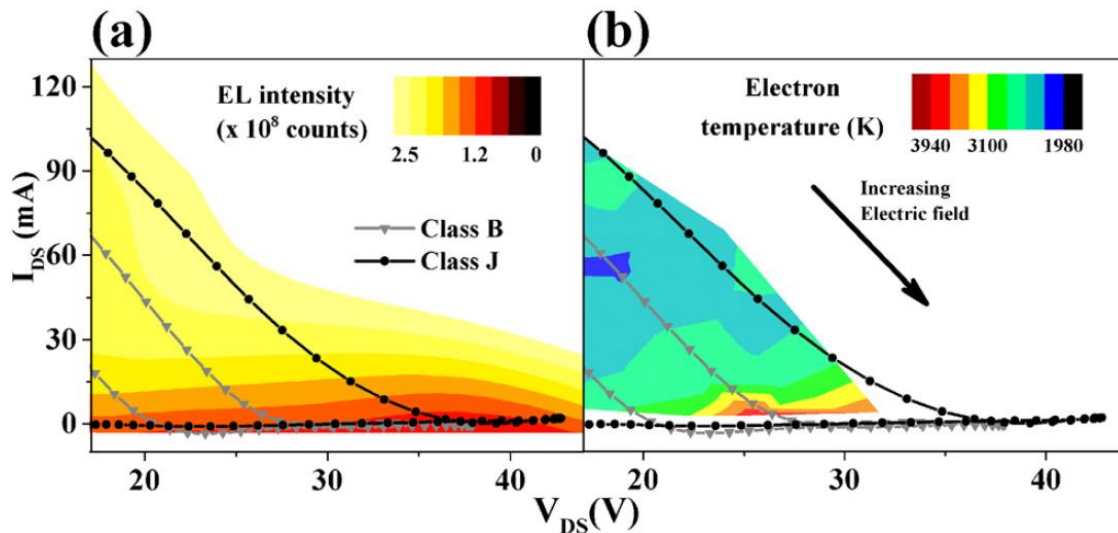 (a)
(b)
EL intensity
(x 10⁸ counts)
2.5 1.2 0
Electron
temperature (K)
3940 3100 1980
Increasing
Electric field
Class B
Class J
I_DS (mA)
120
90
60
30
0
20 30 40
20 30 40
V_DS(V)